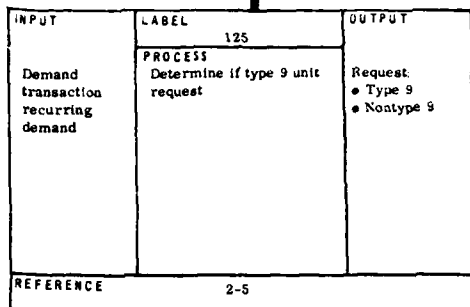 INPUT
Demand
transaction
recurring
demand
LABEL
125
PROCESS
Determine if type 9 unit
request
OUTPUT
Request:
• Type 9
• Nontype 9
REFERENCE
2-5